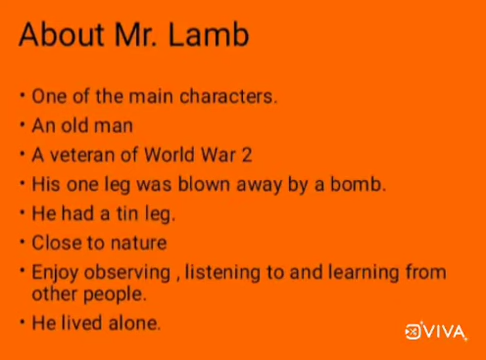 About Mr. Lamb
• One of the main characters.
• An old man
• A veteran of World War 2
• His one leg was blown away by a bomb.
• He had a tin leg.
• Close to nature
• Enjoy observing , listening to and learning from
other people.
• He lived alone.
VIVA